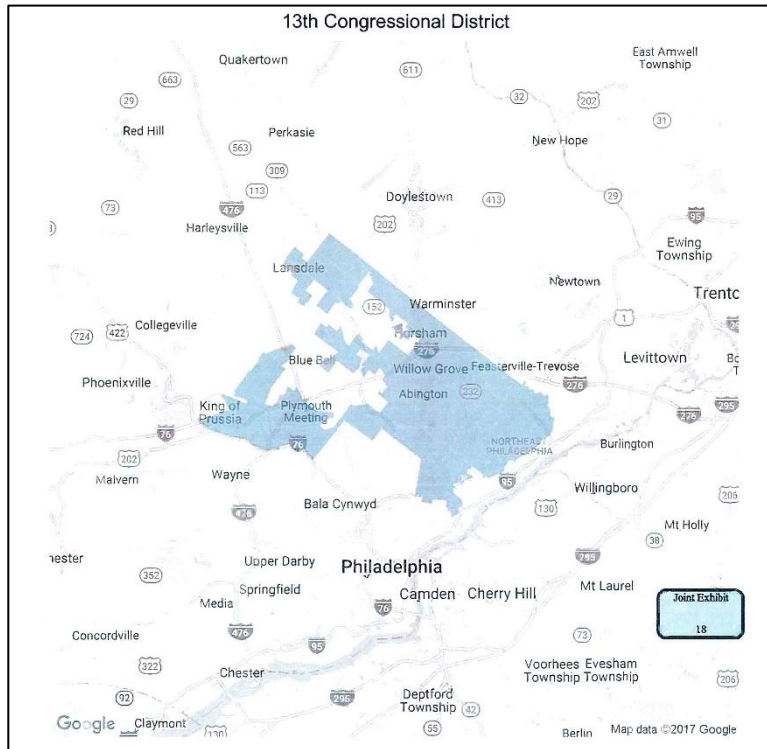 13th Congressional District
East Amwell
Township
Quakertown
611
663
29
32
202
31
Red Hill
Perkasie
New Hope
563
309
113
Doylestown
413
29
73
476
202
95
Harleysville
Ewing
Township
Lansdale
Newtown
Trento
152
Warminster
1
Collegeville
Horsham
422
724
276
Levittown
Blue Bell
Willow Grove
Feasterville-Trevose
Phoenixville
276
Abington
232
King of
Prussia
Plymouth
Meeting
295
276
76
76
NORTHEAST
PHILADELPHIA
Burlington
202
Malvern
Wayne
95
Willingboro
Bala Cynwyd
130
206
476
Mt Holly
38
hester
Upper Darby
295
352
Philadelphia
Springfield
Camden
Cherry Hill
Mt Laurel
Media
76
Joint Exhibit
18
476
95
73
Concordville
322
Chester
Voorhees
Township
Evesham
Township
206
92
295
Deptford
Township
42
Google
Claymont
130
55
Berlin
Map data ©2017 Google